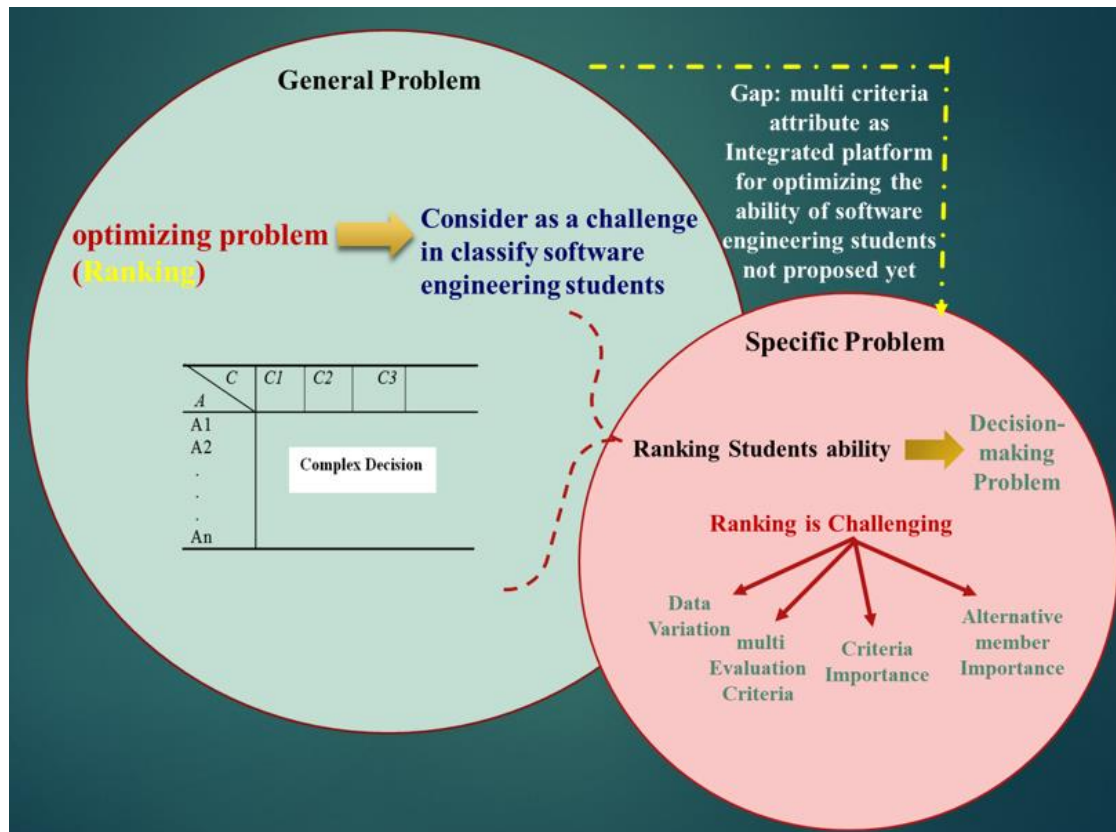 General Problem
optimizing problem
(Ranking)
Consider as a challenge
in classify software
engineering students
C C1 C2 C3
A
A1
A2
.
.
.
An
Complex Decision
Gap: multi criteria
attribute as
Integrated platform
for optimizing the
ability of software
engineering students
not proposed yet
Specific Problem
Ranking Students ability
Decision-
making
Problem
Ranking is Challenging
Data
Variation
multi
Evaluation
Criteria
Criteria
Importance
Alternative
member
Importance